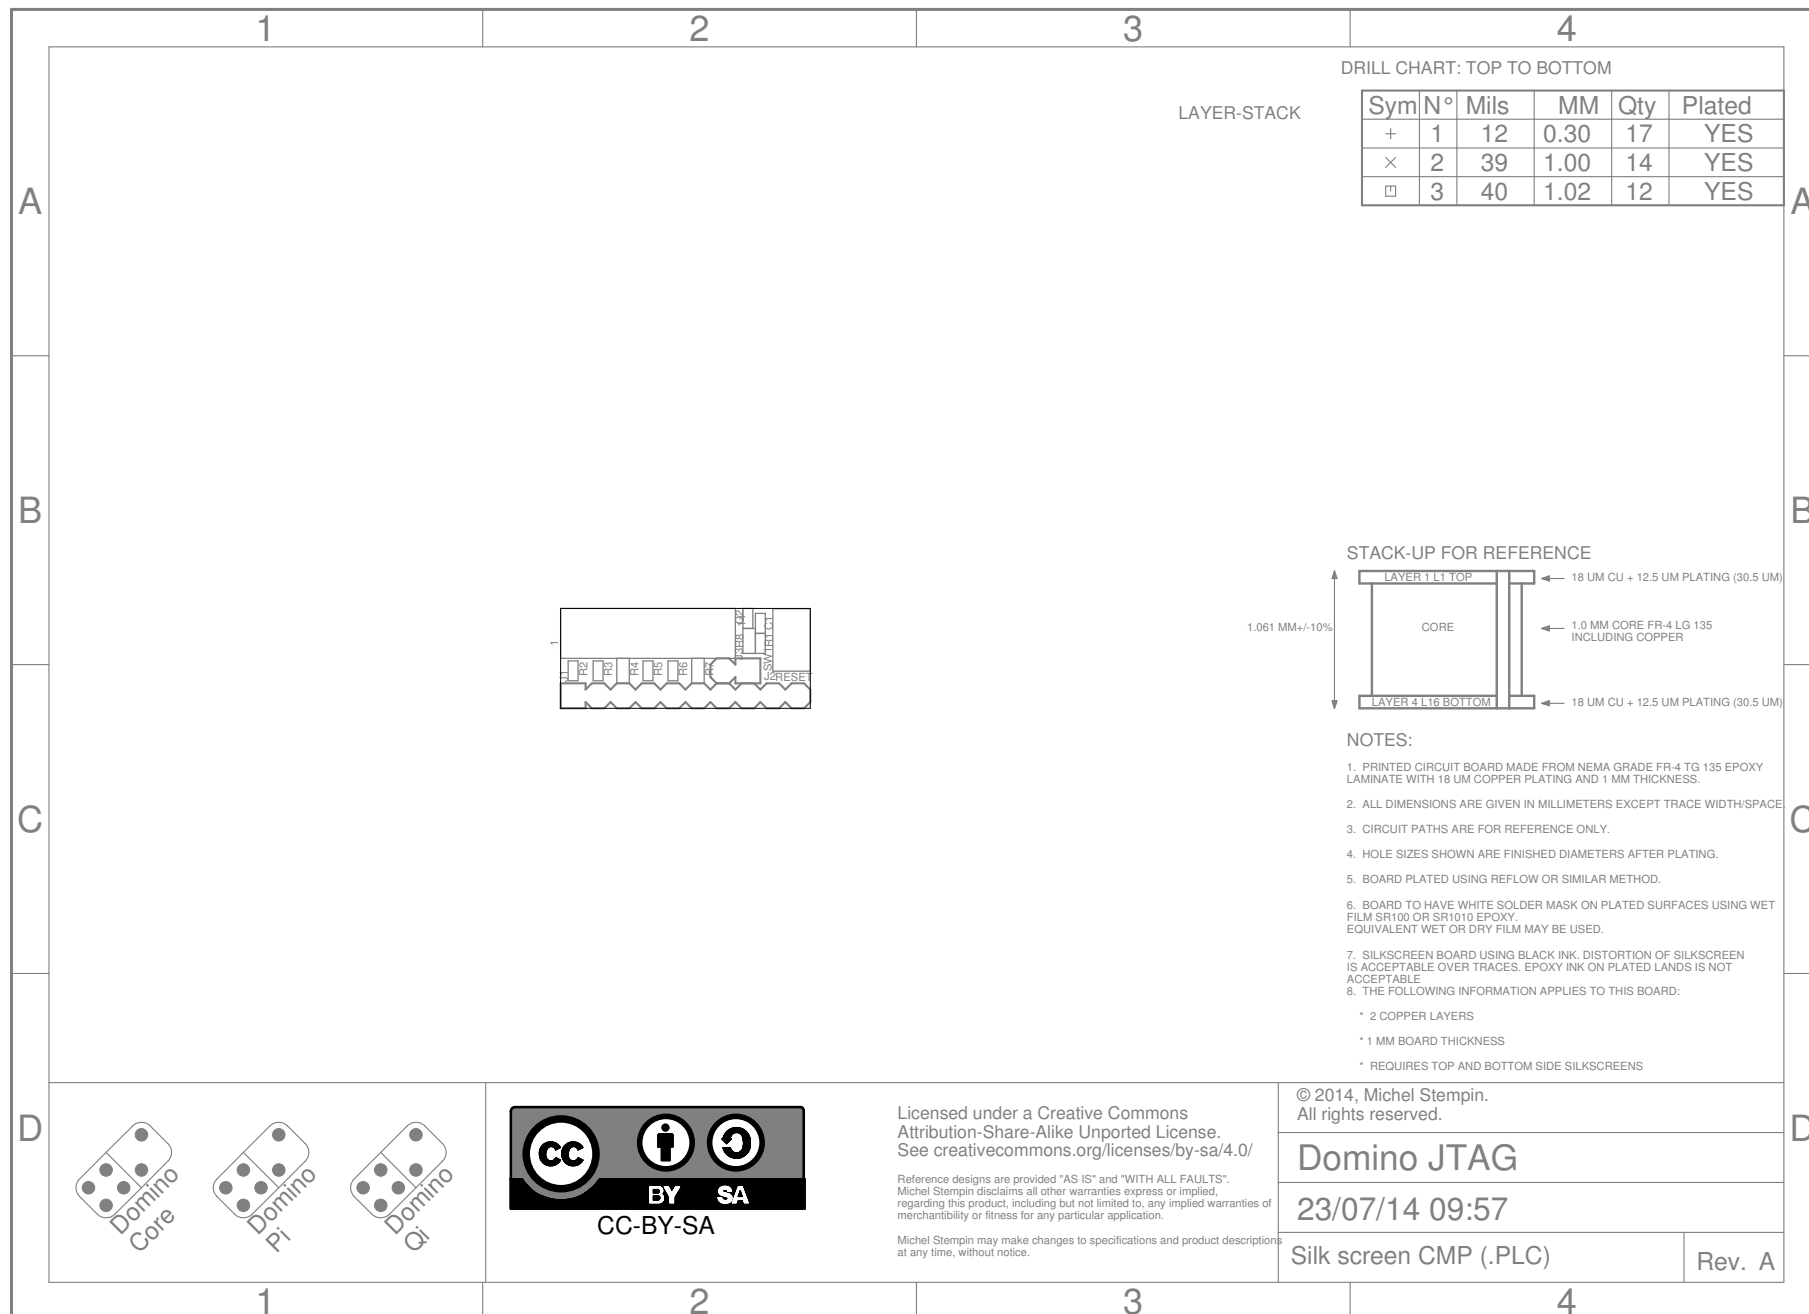 1 2 3 4
DRILL CHART: TOP TO BOTTOM
LAYER-STACK
Sym N° Mils MM Qty Plated
+ 1 12 0.30 17 YES
× 2 39 1.00 14 YES
3 40 1.02 12 YES
A A
B B
STACK-UP FOR REFERENCE
LAYER 1 L1 TOP
18 UM CU + 12.5 UM PLATING (30.5 UM)
1.061 MM+/-10%
CORE
1.0 MM CORE FR-4 LG 135
INCLUDING COPPER
LAYER 4 L16 BOTTOM
18 UM CU + 12.5 UM PLATING (30.5 UM)
1
R2 R3 R4 R5 R6 R7
J3 R8
SW1 R1 C1
J2 RESET
NOTES:
1. PRINTED CIRCUIT BOARD MADE FROM NEMA GRADE FR-4 TG 135 EPOXY
LAMINATE WITH 18 UM COPPER PLATING AND 1 MM THICKNESS.
2. ALL DIMENSIONS ARE GIVEN IN MILLIMETERS EXCEPT TRACE WIDTH/SPACE.
C C
3. CIRCUIT PATHS ARE FOR REFERENCE ONLY.
4. HOLE SIZES SHOWN ARE FINISHED DIAMETERS AFTER PLATING.
5. BOARD PLATED USING REFLOW OR SIMILAR METHOD.
6. BOARD TO HAVE WHITE SOLDER MASK ON PLATED SURFACES USING WET
FILM SR100 OR SR1010 EPOXY.
EQUIVALENT WET OR DRY FILM MAY BE USED.
7. SILKSCREEN BOARD USING BLACK INK. DISTORTION OF SILKSCREEN
IS ACCEPTABLE OVER TRACES. EPOXY INK ON PLATED LANDS IS NOT
ACCEPTABLE
8. THE FOLLOWING INFORMATION APPLIES TO THIS BOARD:
* 2 COPPER LAYERS
* 1 MM BOARD THICKNESS
* REQUIRES TOP AND BOTTOM SIDE SILKSCREENS
D D
Domino
Core
Domino
Pi
Domino
Qi
CC
BY SA
CC-BY-SA
Licensed under a Creative Commons
Attribution-Share-Alike Unported License.
See creativecommons.org/licenses/by-sa/4.0/
Reference designs are provided "AS IS" and "WITH ALL FAULTS".
Michel Stempin disclaims all other warranties express or implied,
regarding this product, including but not limited to, any implied warranties of
merchantibility or fitness for any particular application.
Michel Stempin may make changes to specifications and product descriptions
at any time, without notice.
© 2014, Michel Stempin.
All rights reserved.
Domino JTAG
23/07/14 09:57
Silk screen CMP (.PLC)
Rev. A
1 2 3 4